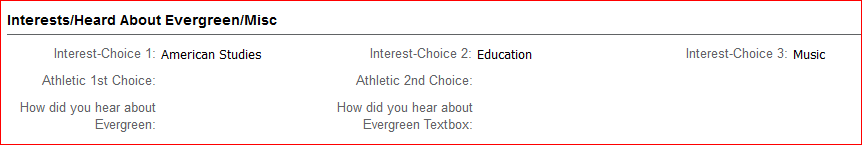 Interests/Heard About Evergreen/Misc
Interest-Choice 1: American Studies Interest-Choice 2: Education Interest-Choice 3: Music
Athletic 1st Choice: Athletic 2nd Choice:
How did you hear about How did you hear about
Evergreen: Evergreen Textbox: